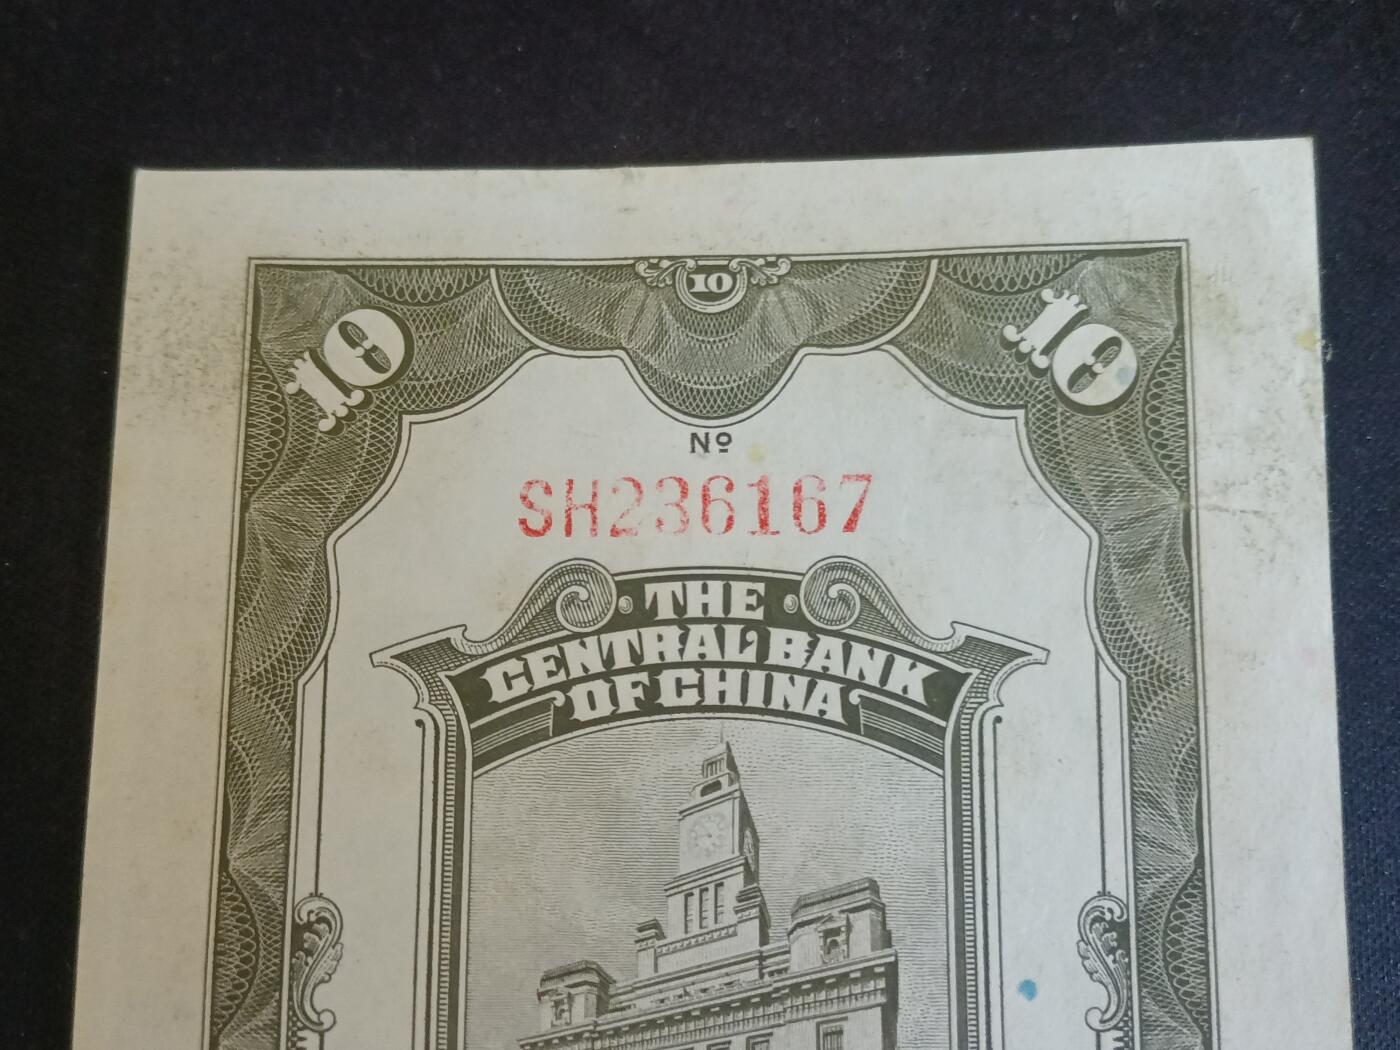 10
10
10
Nº
SH236167
THE
CENTRAL BANK
OF CHINA